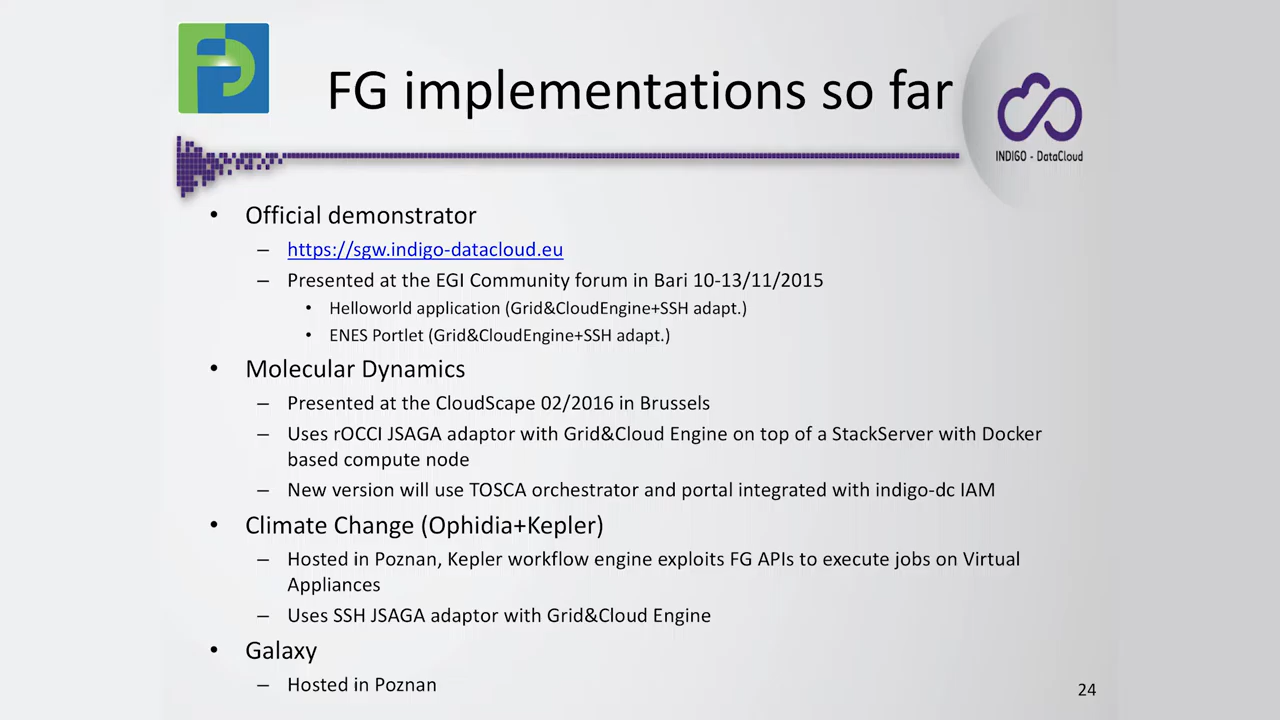 FG implementations so far
INDIGO - DataCloud
• Official demonstrator
– https://sgw.indigo-datacloud.eu
– Presented at the EGI Community forum in Bari 10-13/11/2015
• Helloworld application (Grid&CloudEngine+SSH adapt.)
• ENES Portlet (Grid&CloudEngine+SSH adapt.)
• Molecular Dynamics
– Presented at the CloudScape 02/2016 in Brussels
– Uses rOCCI JSAGA adaptor with Grid&Cloud Engine on top of a StackServer with Docker
based compute node
– New version will use TOSCA orchestrator and portal integrated with indigo-dc IAM
• Climate Change (Ophidia+Kepler)
– Hosted in Poznan, Kepler workflow engine exploits FG APIs to execute jobs on Virtual
Appliances
– Uses SSH JSAGA adaptor with Grid&Cloud Engine
• Galaxy
– Hosted in Poznan
24